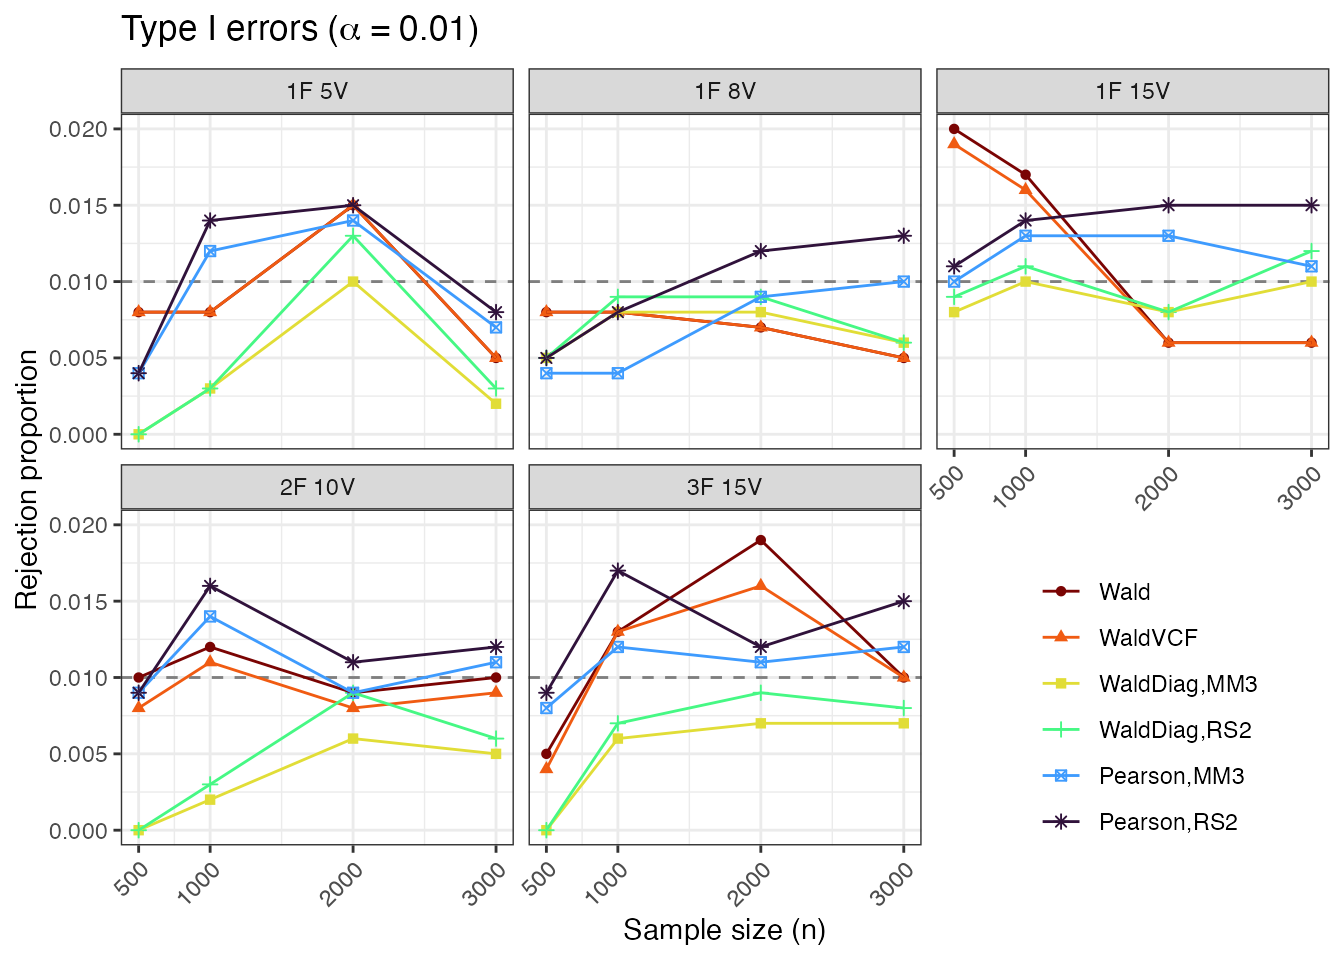 Type I errors (α = 0.01)
1F 5V
1F 8V
1F 15V
0.020
0.015
0.010
0.005
0.000
500
1000
2000
3000
2F 10V
3F 15V
0.020
0.015
0.010
0.005
0.000
500
1000
2000
3000
500
1000
2000
3000
Rejection proportion
Sample size (n)
Wald
WaldVCF
WaldDiag,MM3
WaldDiag,RS2
Pearson,MM3
Pearson,RS2